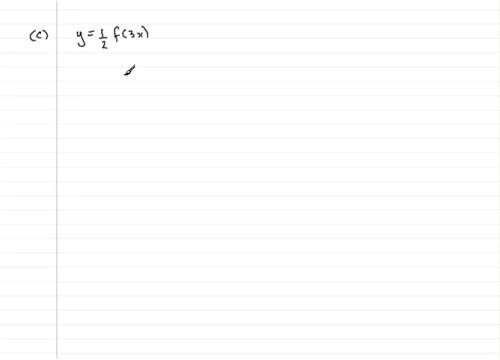 (c) y = 1/2 f(3x)